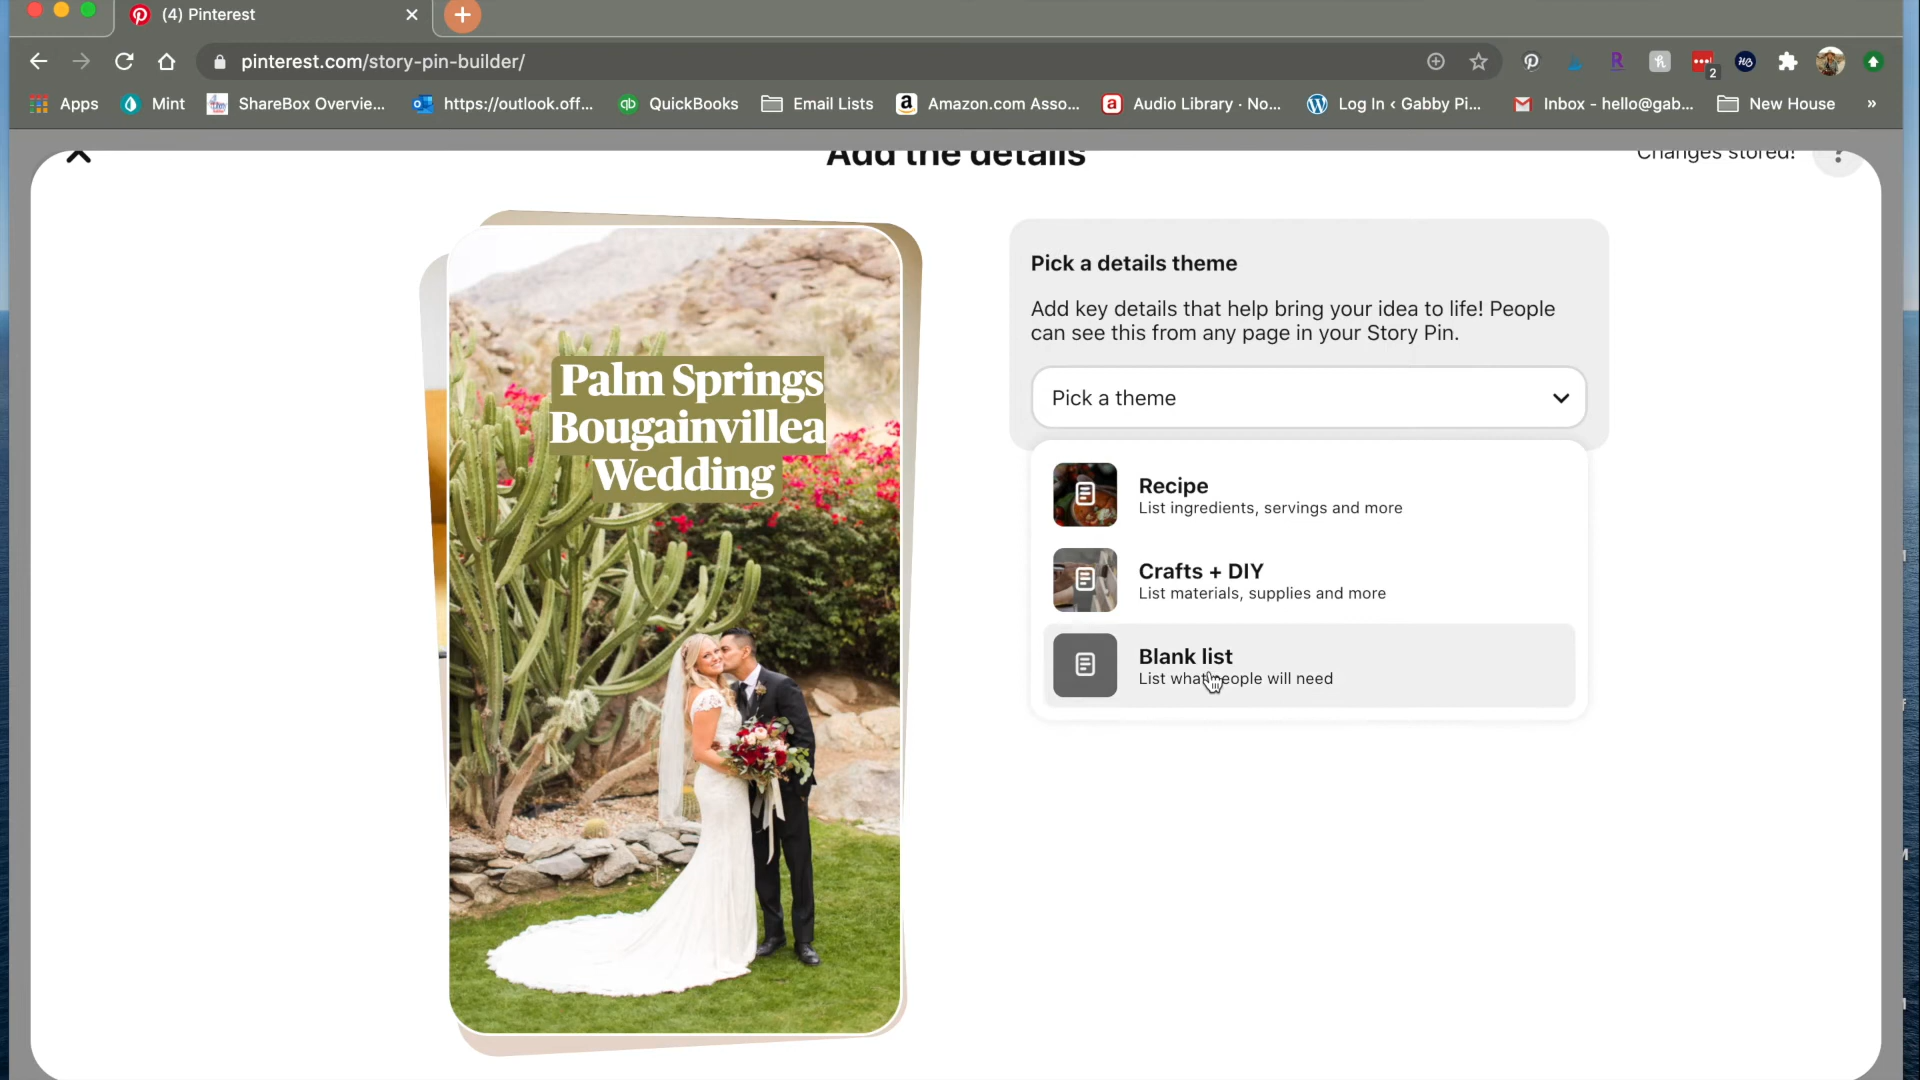 (4) Pinterest
pinterest.com/story-pin-builder/
2
Apps
Mint
ShareBox Overvie...
https://outlook.off...
QuickBooks
Email Lists
Amazon.com Asso...
Audio Library · No...
Log In ‹ Gabby Pi...
Inbox - hello@gab...
New House
»
Add the details
Changes stored!
Palm Springs
Bougainvillea
Wedding
Pick a details theme
Add key details that help bring your idea to life! People
can see this from any page in your Story Pin.
Pick a theme
Recipe
List ingredients, servings and more
Crafts + DIY
List materials, supplies and more
Blank list
List what people will need